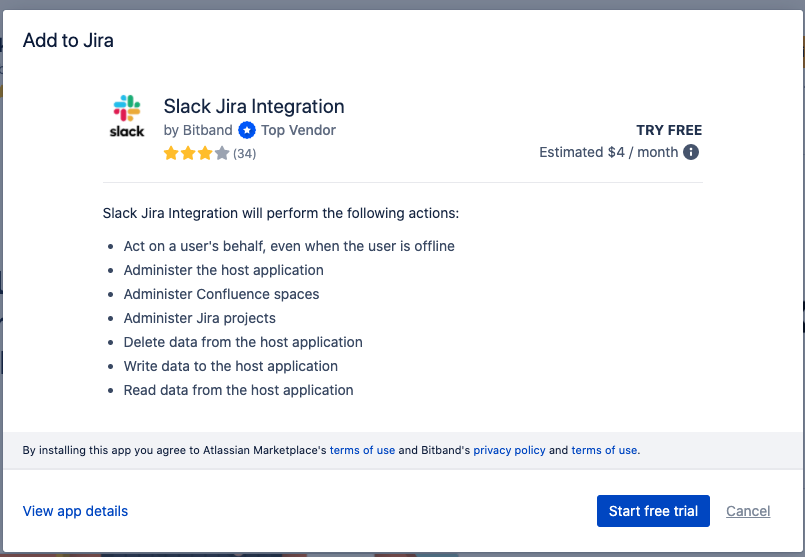 Add to Jira
slack
Slack Jira Integration
by Bitband Top Vendor
(34)
TRY FREE
Estimated $4 / month
Slack Jira Integration will perform the following actions:
• Act on a user's behalf, even when the user is offline
• Administer the host application
• Administer Confluence spaces
• Administer Jira projects
• Delete data from the host application
• Write data to the host application
• Read data from the host application
By installing this app you agree to Atlassian Marketplace's terms of use and Bitband's privacy policy and terms of use.
View app details
Start free trial
Cancel